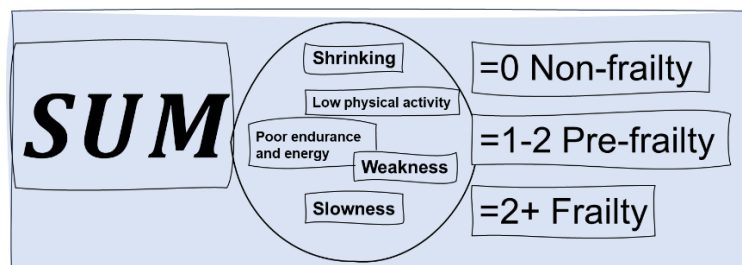 SUM
Shrinking
Low physical activity
Poor endurance
and energy
Weakness
Slowness
=0 Non-frailty
=1-2 Pre-frailty
=2+ Frailty